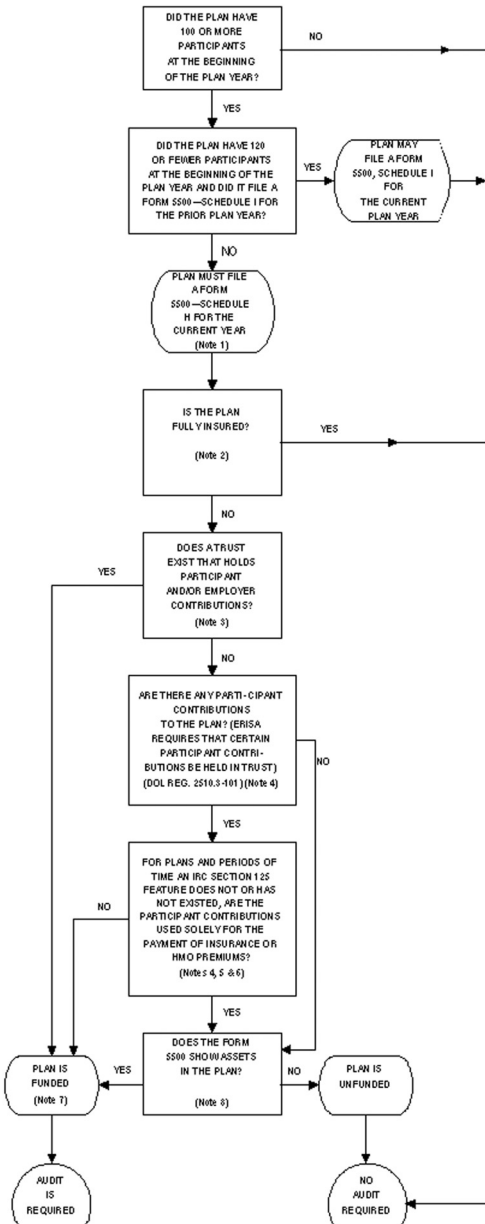 DID THE PLAN HAVE
100 OR MORE
PARTICIPANTS
AT THE BEGINNING
OF THE PLAN YEAR?
NO
YES
DID THE PLAN HAVE 120
OR FEWER PARTICIPANTS
AT THE BEGINNING OF THE
PLAN YEAR AND DID IT FILE A
FORM 5500—SCHEDULE I FOR
THE PRIOR PLAN YEAR?
YES
PLAN MAY
FILE A FORM
5500, SCHEDULE I
FOR
THE CURRENT
PLAN YEAR
NO
PLAN MUST FILE
A FORM
5500—SCHEDULE
H FOR THE
CURRENT YEAR
(Note 1)
IS THE PLAN
FULLY INSURED?
(Note 2)
YES
NO
DOES A TRUST
EXIST THAT HOLDS
PARTICIPANT
AND/OR EMPLOYER
CONTRIBUTIONS?
(Note 3)
YES
NO
ARE THERE ANY PARTI-CIPANT
CONTRIBUTIONS
TO THE PLAN? (ERISA
REQUIRES THAT CERTAIN
PARTICIPANT CONTRI-
BUTIONS BE HELD IN TRUST)
(DOL REG. 2510.3-101) (Note 4)
NO
YES
FOR PLANS AND PERIODS OF
TIME AN IRC SECTION 125
FEATURE DOES NOT OR HAS
NOT EXISTED, ARE THE
PARTICIPANT CONTRIBUTIONS
USED SOLELY FOR THE
PAYMENT OF INSURANCE OR
HMO PREMIUMS?
(Notes 4, 5 & 6)
NO
YES
DOES THE FORM
5500 SHOW ASSETS
IN THE PLAN?
(Note 8)
YES
NO
PLAN IS
FUNDED
(Note 7)
PLAN IS
UNFUNDED
AUDIT
IS
REQUIRED
NO
AUDIT
REQUIRED